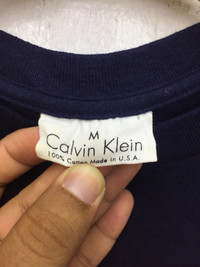 M
Calvin Klein
100% Cotton Made in U.S.A.